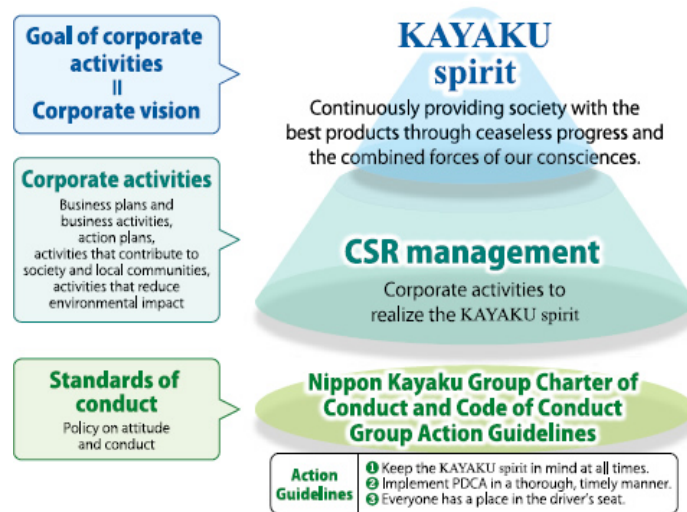 Goal of corporate
activities
=
Corporate vision
KAYAKU
spirit
Continuously providing society with the
best products through ceaseless progress and
the combined forces of our consciences.
Corporate activities
Business plans and
business activities,
action plans,
activities that contribute to
society and local communities,
activities that reduce
environmental impact
CSR management
Corporate activities to
realize the KAYAKU spirit
Standards of
conduct
Policy on attitude
and conduct
Nippon Kayaku Group Charter of
Conduct and Code of Conduct
Group Action Guidelines
Action
Guidelines
❶ Keep the KAYAKU spirit in mind at all times.
❷ Implement PDCA in a thorough, timely manner.
❸ Everyone has a place in the driver's seat.